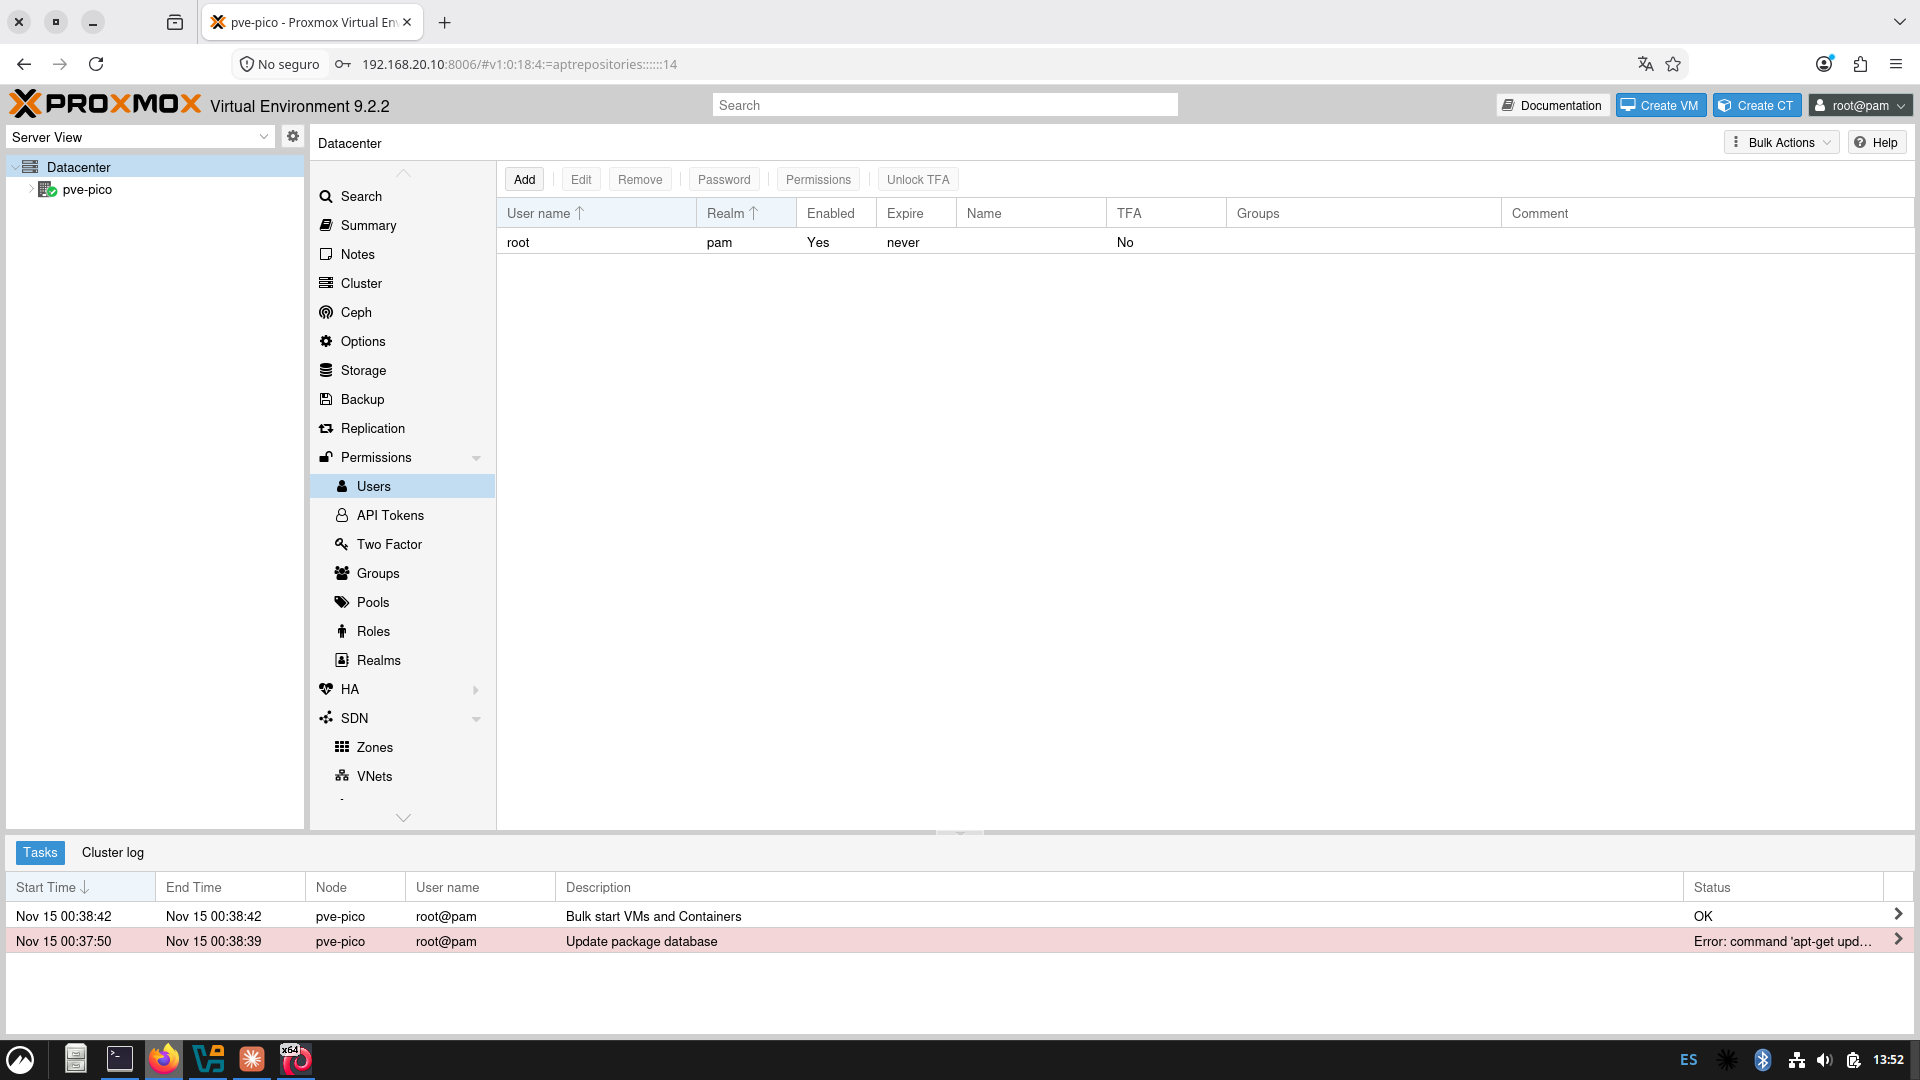 pve-pico - Proxmox Virtual En
No seguro
192.168.20.10:8006/#v1:0:18:4:=aptrepositories::::::14
PROXMOX Virtual Environment 9.2.2
Search
Documentation
Create VM
Create CT
root@pam
Server View
Datacenter
pve-pico
Datacenter
Bulk Actions
Help
Search
Summary
Notes
Cluster
Ceph
Options
Storage
Backup
Replication
Permissions
Users
API Tokens
Two Factor
Groups
Pools
Roles
Realms
HA
SDN
Zones
VNets
Add Edit Remove Password Permissions Unlock TFA
User name Realm Enabled Expire Name TFA Groups Comment
root pam Yes never No
Tasks Cluster log
Start Time End Time Node User name Description Status
Nov 15 00:38:42 Nov 15 00:38:42 pve-pico root@pam Bulk start VMs and Containers OK
Nov 15 00:37:50 Nov 15 00:38:39 pve-pico root@pam Update package database Error: command 'apt-get upd...
x64
ES
13:52